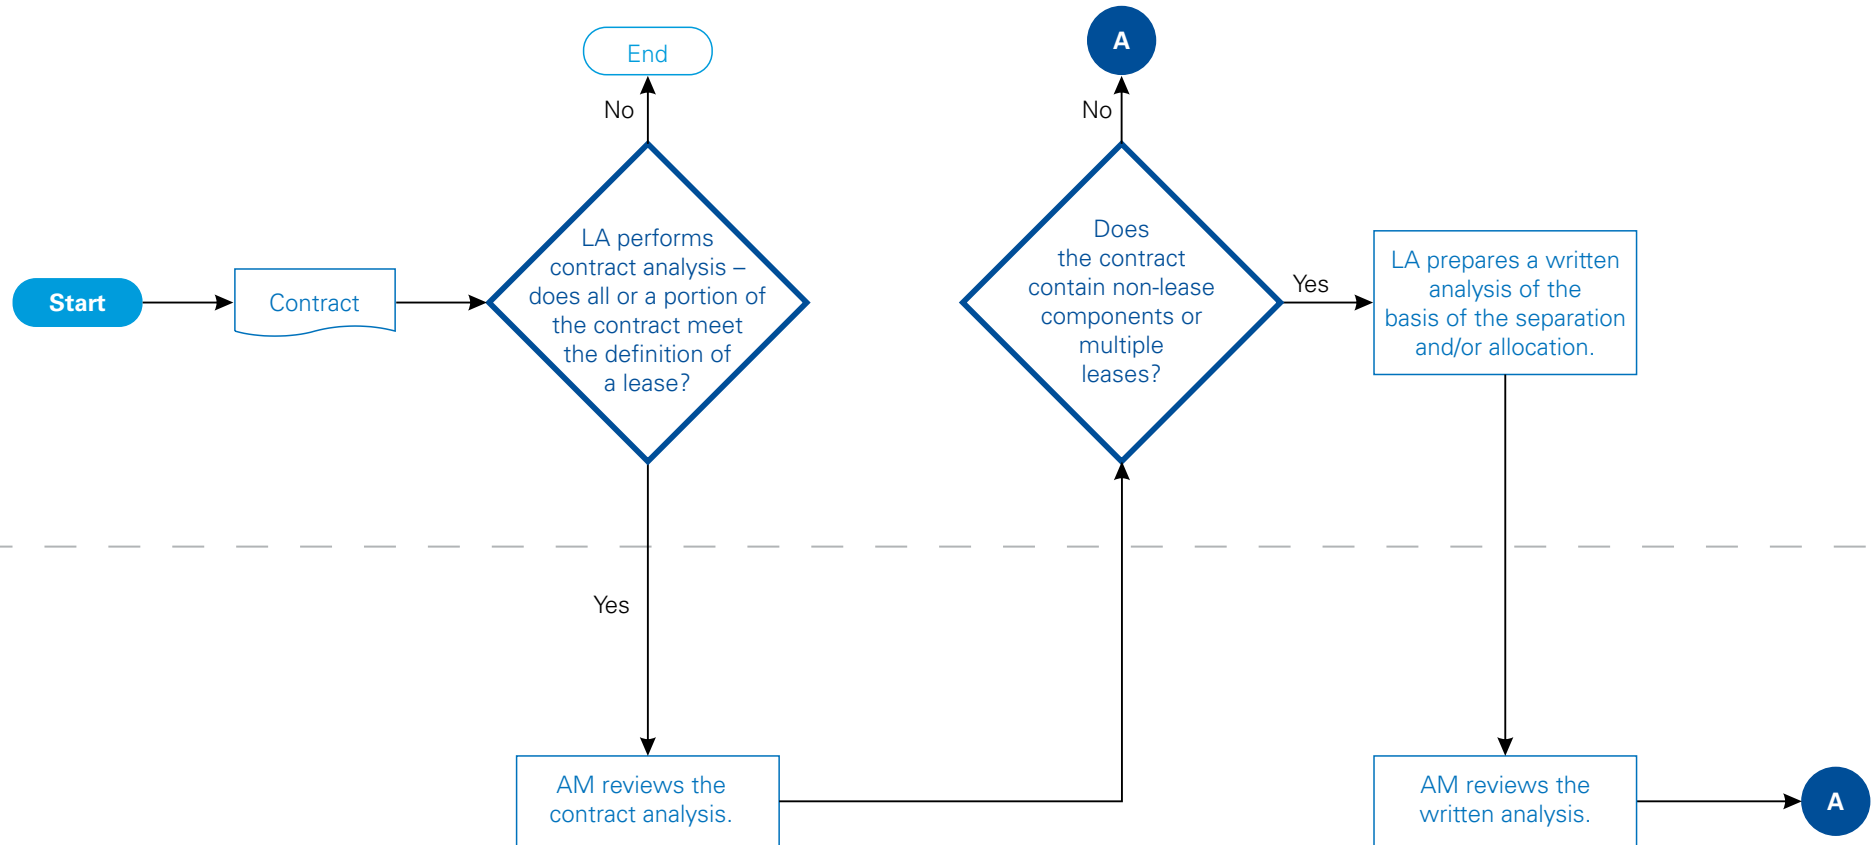 Start
Contract
End
No
LA performs
contract analysis –
does all or a portion of
the contract meet
the definition of
a lease?
Yes
AM reviews the
contract analysis.
A
No
Does
the contract
contain non-lease
components or
multiple
leases?
Yes
LA prepares a written
analysis of the
basis of the separation
and/or allocation.
AM reviews the
written analysis.
A